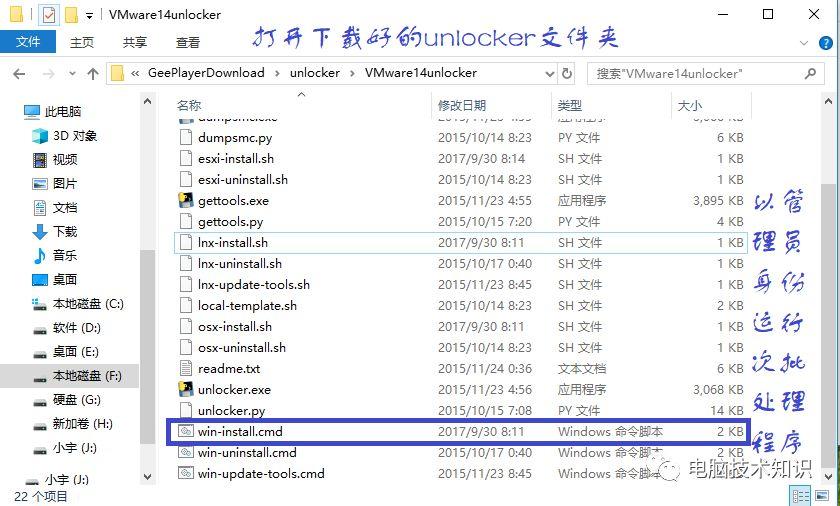 VMware14unlocker
文件 主页 共享 查看
打开下载好的unlocker文件夹
« GeePlayerDownload › unlocker › VMware14unlocker
搜索"VMware14unlocker"
此电脑
3D 对象
视频
图片
文档
下载
音乐
桌面
本地磁盘 (C:)
软件 (D:)
桌面 (E:)
本地磁盘 (F:)
硬盘 (G:)
新加卷 (H:)
小宇 (J:)
小宇 (J:)
名称 修改日期 类型 大小
dumpsmc.exe 2015/11/23 4:55 应用程序
dumpsmc.py 2015/10/14 8:23 PY 文件 6 KB
esxi-install.sh 2017/9/30 8:14 SH 文件 1 KB
esxi-uninstall.sh 2015/10/14 8:23 SH 文件 1 KB
gettools.exe 2015/11/23 4:55 应用程序 3,895 KB
gettools.py 2015/10/15 7:20 PY 文件 4 KB
lnx-install.sh 2017/9/30 8:11 SH 文件 1 KB
lnx-uninstall.sh 2015/10/17 0:40 SH 文件 1 KB
lnx-update-tools.sh 2015/11/23 8:45 SH 文件 1 KB
local-template.sh 2015/10/14 8:23 SH 文件 2 KB
osx-install.sh 2017/9/30 8:11 SH 文件 1 KB
osx-uninstall.sh 2015/10/14 8:23 SH 文件 1 KB
readme.txt 2015/11/24 0:36 文本文档 6 KB
unlocker.exe 2015/11/23 4:56 应用程序 3,068 KB
unlocker.py 2015/10/15 7:08 PY 文件 14 KB
win-install.cmd 2017/9/30 8:11 Windows 命令脚本 2 KB
win-uninstall.cmd 2015/10/17 0:40 Windows 命令脚本 2 KB
win-update-tools.cmd 2015/11/23 8:45 Windows 命令脚本
以管
理员
身份
运行
次批
处理
程序
电脑技术知识
22 个项目